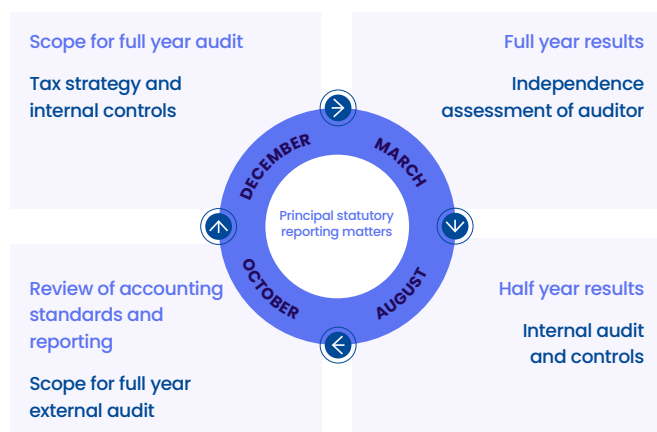 Scope for full year audit
Tax strategy and
internal controls
Full year results
Independence
assessment of auditor
DECEMBER
MARCH
Principal statutory
reporting matters
OCTOBER
AUGUST
Review of accounting
standards and
reporting
Scope for full year
external audit
Half year results
Internal audit
and controls